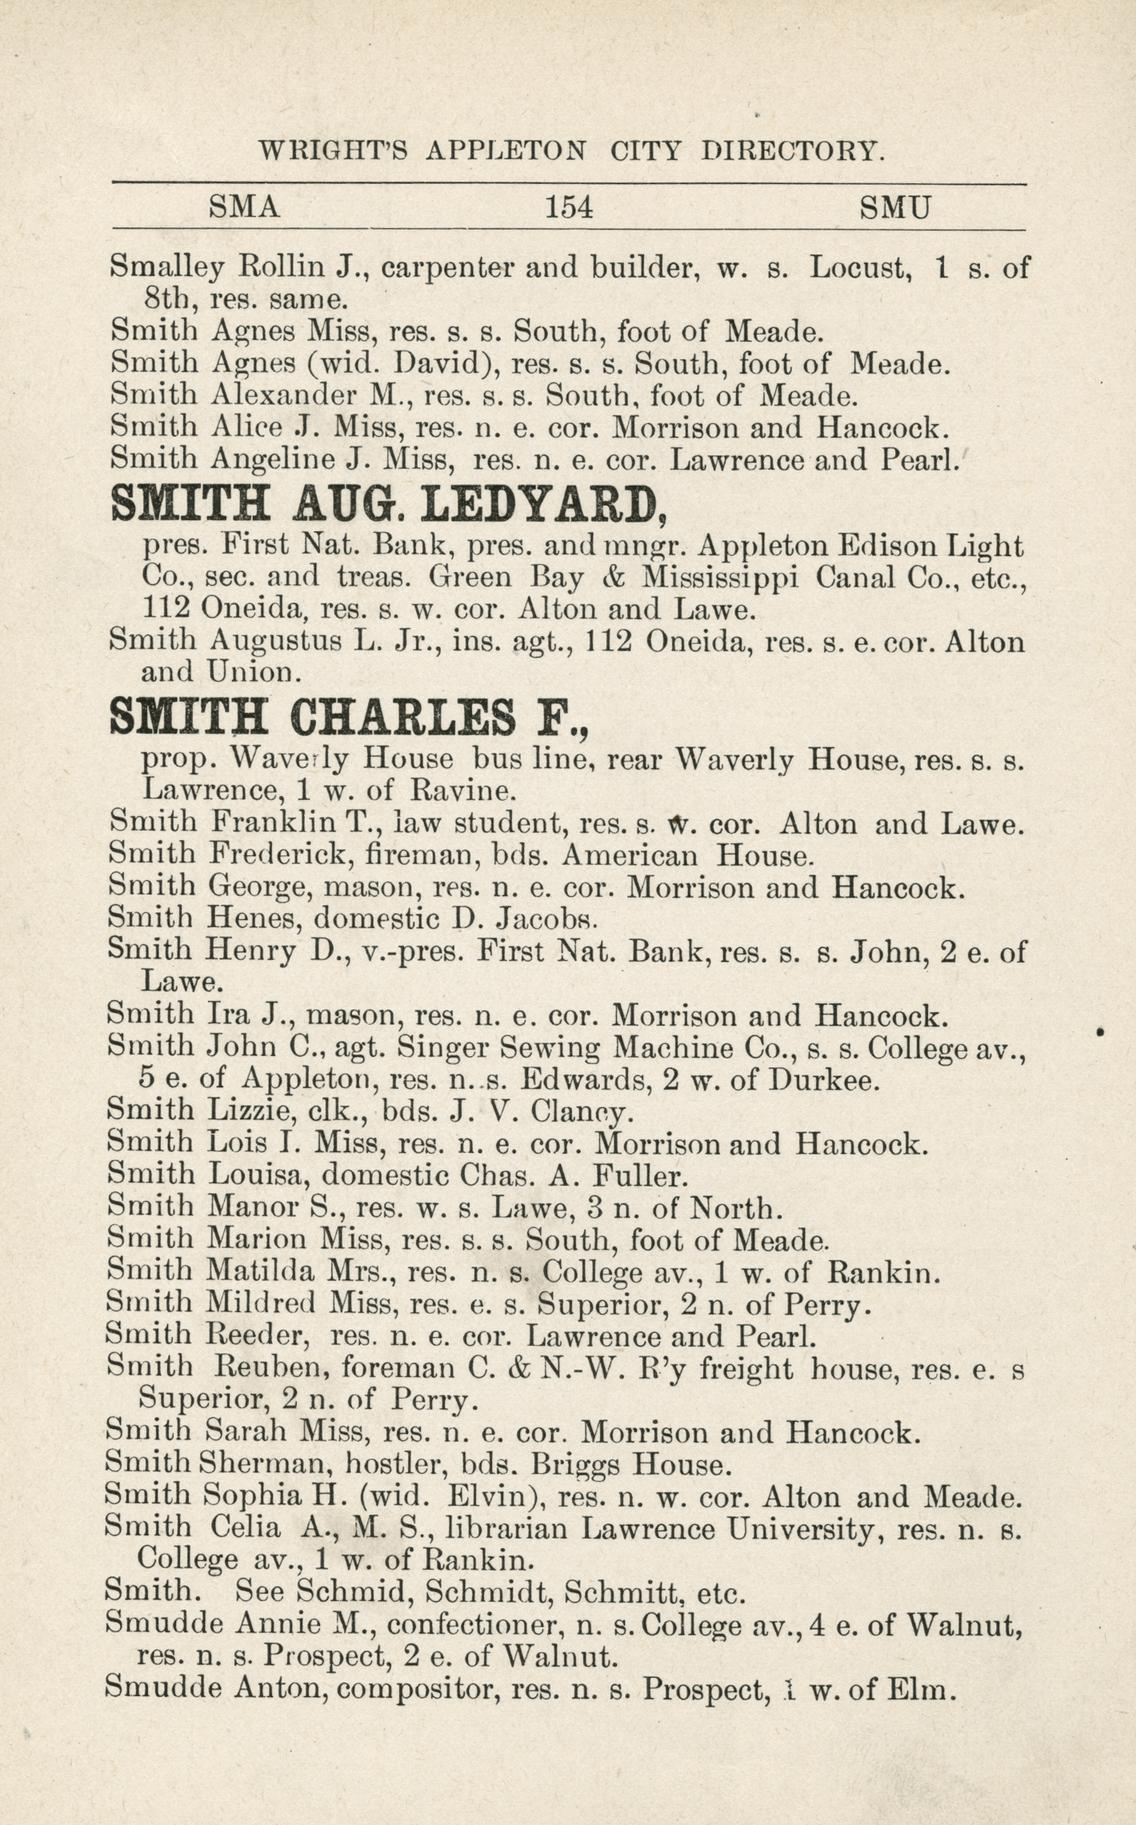 WRIGHT'S APPLETON CITY DIRECTORY.
SMA 154 SMU
Smalley Rollin J., carpenter and builder, w. s. Locust, 1 s. of
8th, res. same.
Smith Agnes Miss, res. s. s. South, foot of Meade.
Smith Agnes (wid. David), res. s. s. South, foot of Meade.
Smith Alexander M., res. s. s. South, foot of Meade.
Smith Alice J. Miss, res. n. e. cor. Morrison and Hancock.
Smith Angeline J. Miss, res. n. e. cor. Lawrence and Pearl.
SMITH AUG. LEDYARD,
pres. First Nat. Bank, pres. and mngr. Appleton Edison Light
Co., sec. and treas. Green Bay & Mississippi Canal Co., etc.,
112 Oneida, res. s. w. cor. Alton and Lawe.
Smith Augustus L. Jr., ins. agt., 112 Oneida, res. s. e. cor. Alton
and Union.
SMITH CHARLES F.,
prop. Waverly House bus line, rear Waverly House, res. s. s.
Lawrence, 1 w. of Ravine.
Smith Franklin T., law student, res. s. w. cor. Alton and Lawe.
Smith Frederick, fireman, bds. American House.
Smith George, mason, res. n. e. cor. Morrison and Hancock.
Smith Henes, domestic D. Jacobs.
Smith Henry D., v.-pres. First Nat. Bank, res. s. s. John, 2 e. of
Lawe.
Smith Ira J., mason, res. n. e. cor. Morrison and Hancock.
Smith John C., agt. Singer Sewing Machine Co., s. s. College av.,
5 e. of Appleton, res. n. s. Edwards, 2 w. of Durkee.
Smith Lizzie, clk., bds. J. V. Clancy.
Smith Lois I. Miss, res. n. e. cor. Morrison and Hancock.
Smith Louisa, domestic Chas. A. Fuller.
Smith Manor S., res. w. s. Lawe, 3 n. of North.
Smith Marion Miss, res. s. s. South, foot of Meade.
Smith Matilda Mrs., res. n. s. College av., 1 w. of Rankin.
Smith Mildred Miss, res. e. s. Superior, 2 n. of Perry.
Smith Reeder, res. n. e. cor. Lawrence and Pearl.
Smith Reuben, foreman C. & N.-W. R'y freight house, res. e. s
Superior, 2 n. of Perry.
Smith Sarah Miss, res. n. e. cor. Morrison and Hancock.
Smith Sherman, hostler, bds. Briggs House.
Smith Sophia H. (wid. Elvin), res. n. w. cor. Alton and Meade.
Smith Celia A., M. S., librarian Lawrence University, res. n. s.
College av., 1 w. of Rankin.
Smith. See Schmid, Schmidt, Schmitt, etc.
Smudde Annie M., confectioner, n. s. College av., 4 e. of Walnut,
res. n. s. Prospect, 2 e. of Walnut.
Smudde Anton, compositor, res. n. s. Prospect, 1 w. of Elm.